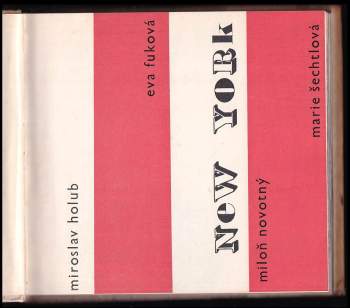 miroslav holub
eva fuková
NeW YORk
miloň novotný
marie šechtlová